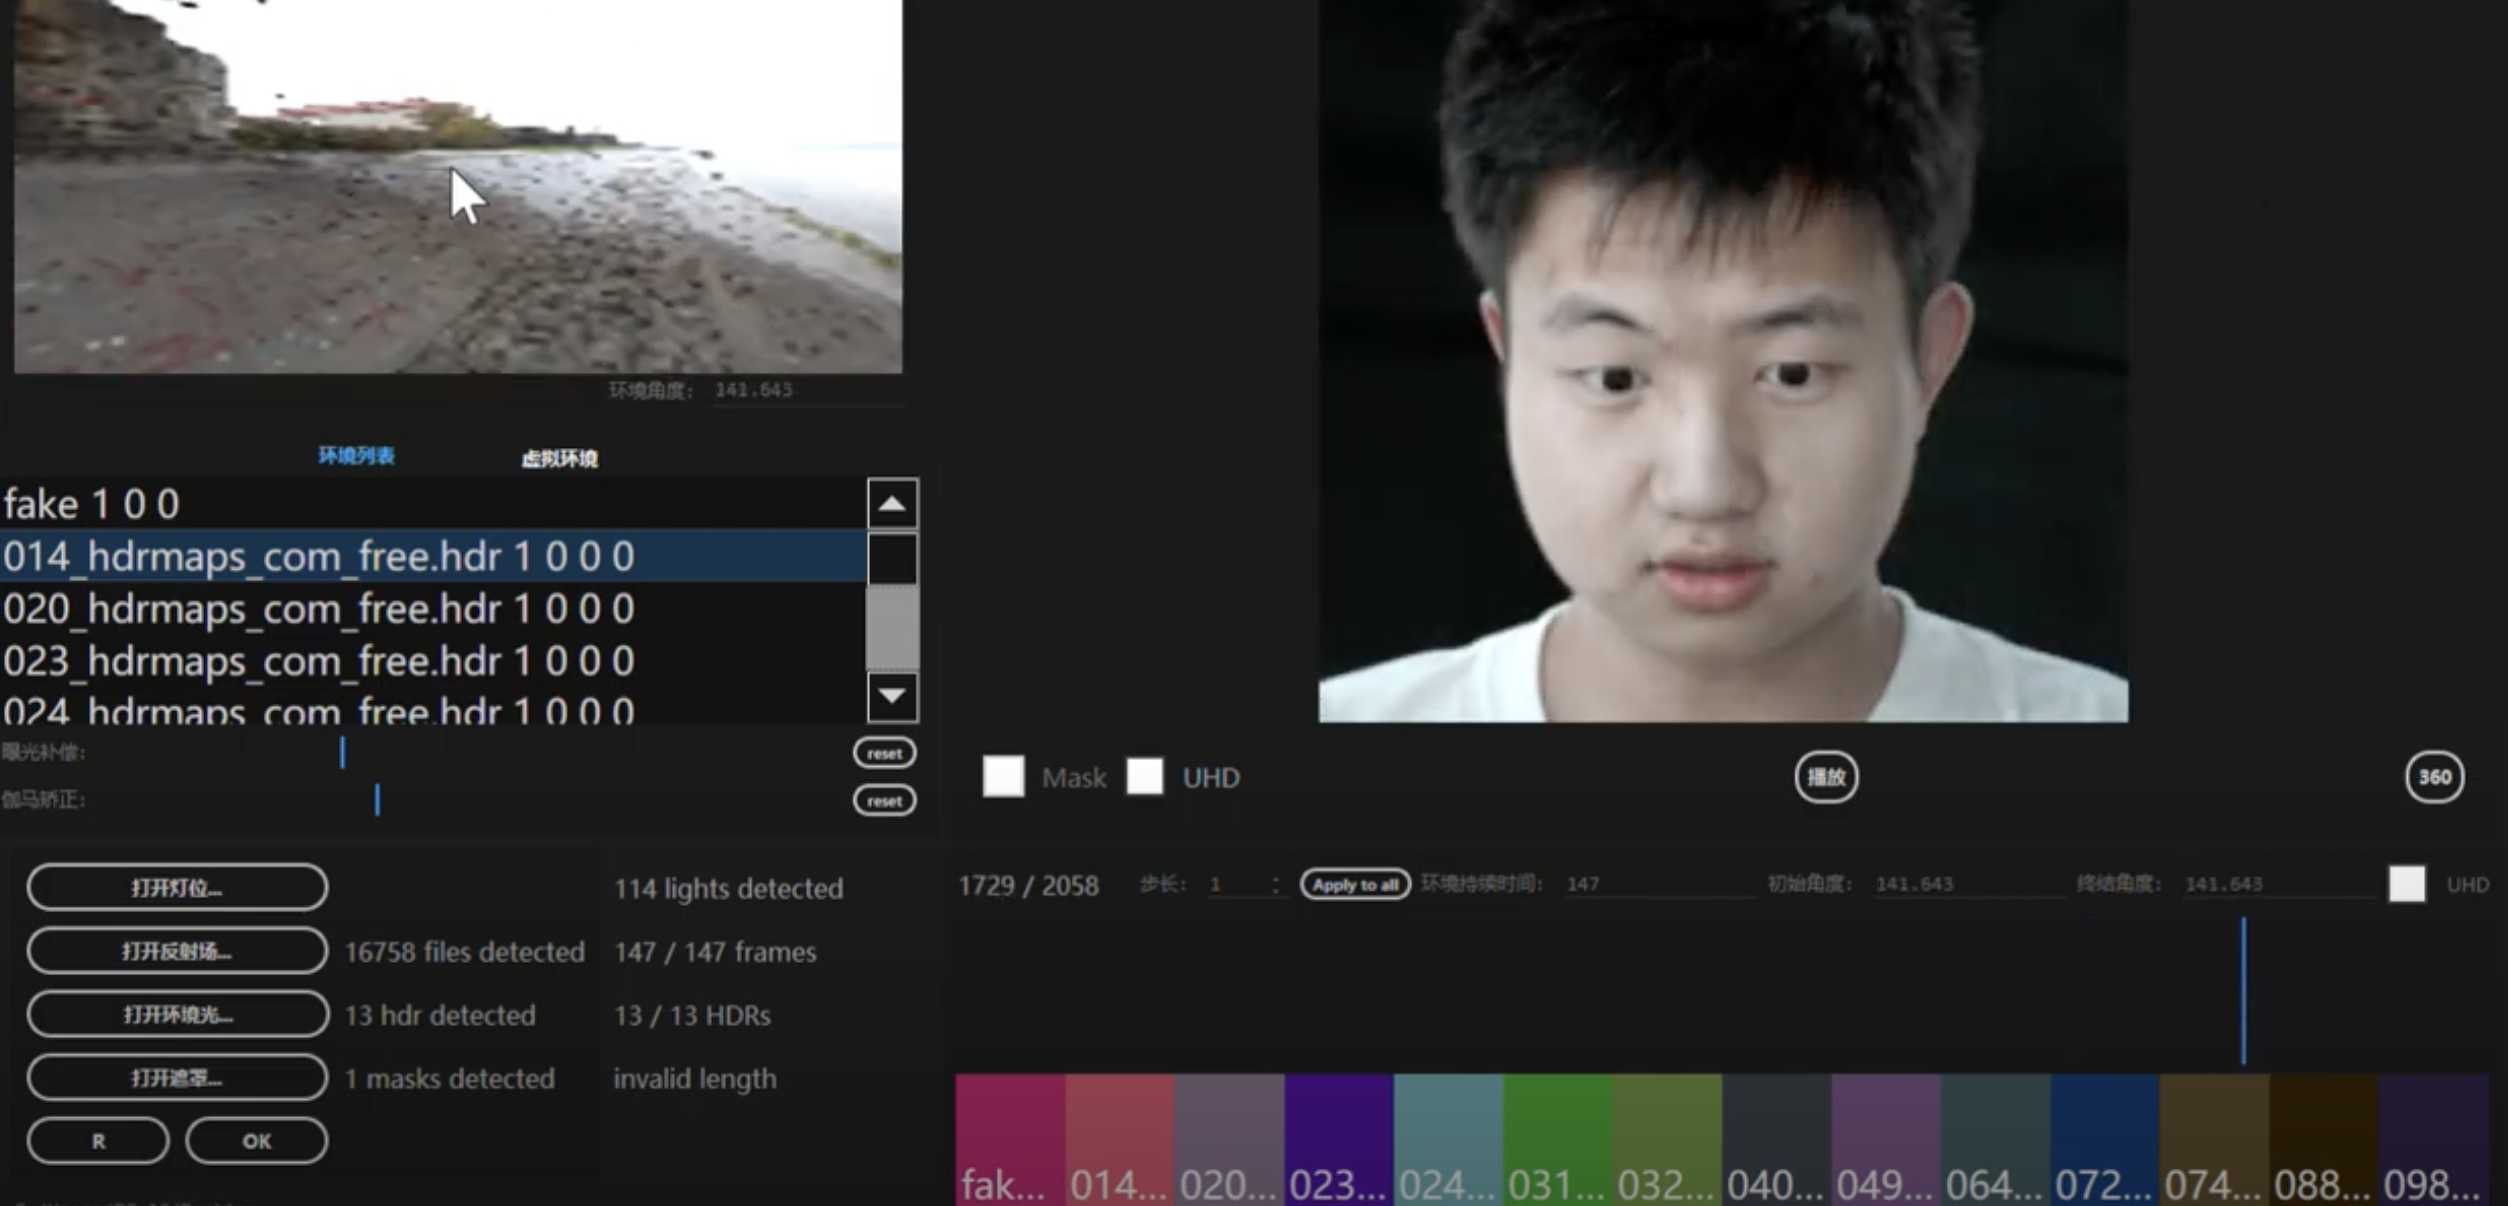 环境角度: 141.643
环境列表 虚拟环境
fake 1 0 0
014_hdrmaps_com_free.hdr 1 0 0 0
020_hdrmaps_com_free.hdr 1 0 0 0
023_hdrmaps_com_free.hdr 1 0 0 0
024_hdrmaps_com_free.hdr 1 0 0 0
曝光补偿: reset
伽马矫正: reset
Mask UHD 播放 360
打开灯位... 114 lights detected
打开反射场... 16758 files detected 147 / 147 frames
打开环境光... 13 hdr detected 13 / 13 HDRs
打开遮罩... 1 masks detected invalid length
R OK
1729 / 2058 步长: 1 Apply to all 环境持续时间: 147 初始角度: 141.643 终结角度: 141.643 UHD
fak... 014... 020... 023... 024... 031... 032... 040... 049... 064... 072... 074... 088... 098...